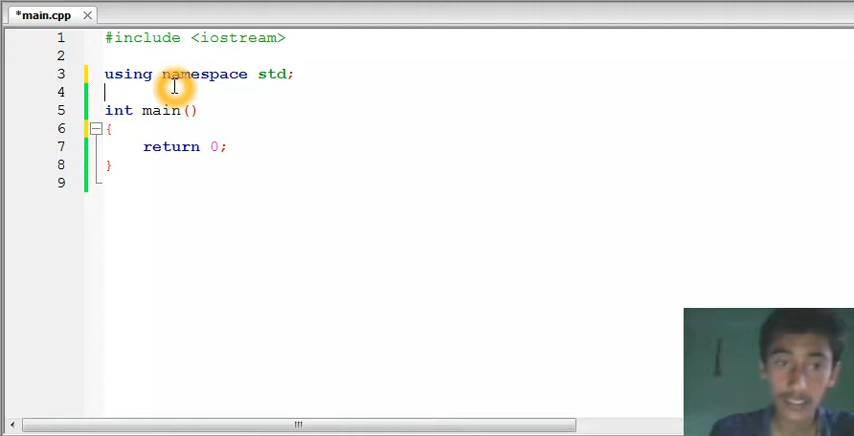 *main.cpp
1 #include <iostream>
2
3 using namespace std;
4
5 int main()
6 {
7 return 0;
8 }
9